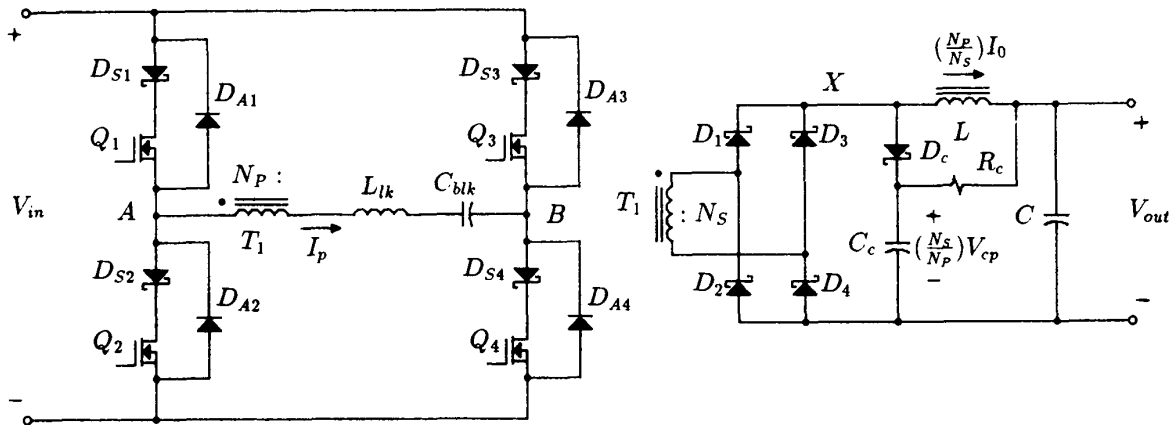 +
V_{in}
−
D_{S1}
D_{A1}
Q_1
D_{S3}
D_{A3}
Q_3
N_P :
A
T_1
I_p
L_{lk}
C_{blk}
B
D_{S2}
D_{A2}
Q_2
D_{S4}
D_{A4}
Q_4
T_1
: N_S
D_1
D_3
D_2
D_4
X
(\frac{N_P}{N_S})I_0
L
D_c
R_c
C_c
+
(\frac{N_S}{N_P})V_{cp}
−
C
+
V_{out}
−